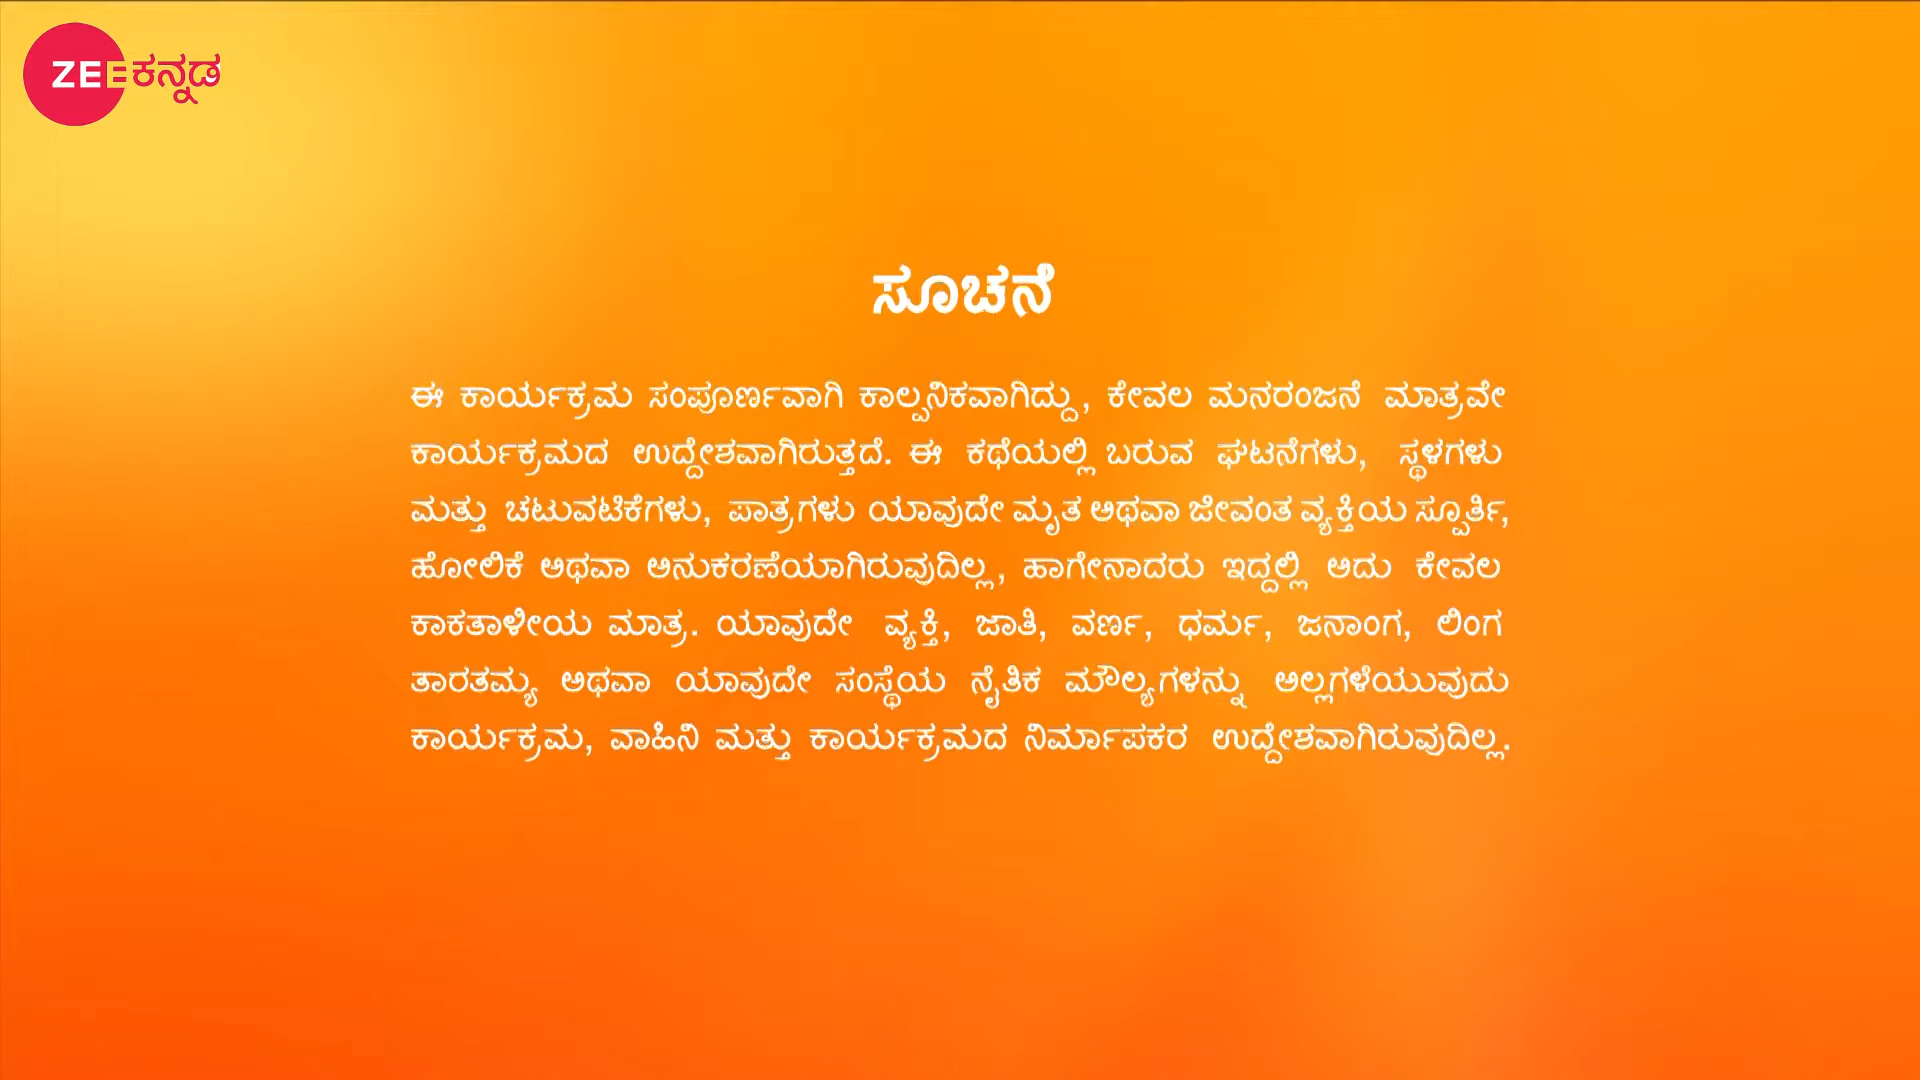 ZEEಕನ್ನಡ
ಸೂಚನೆ
ಈ ಕಾರ್ಯಕ್ರಮ ಸಂಪೂರ್ಣವಾಗಿ ಕಾಲ್ಪನಿಕವಾಗಿದ್ದು, ಕೇವಲ ಮನರಂಜನೆ ಮಾತ್ರವೇ
ಕಾರ್ಯಕ್ರಮದ ಉದ್ದೇಶವಾಗಿರುತ್ತದೆ. ಈ ಕಥೆಯಲ್ಲಿ ಬರುವ ಘಟನೆಗಳು, ಸ್ಥಳಗಳು
ಮತ್ತು ಚಟುವಟಿಕೆಗಳು, ಪಾತ್ರಗಳು ಯಾವುದೇ ಮೃತ ಅಥವಾ ಜೀವಂತ ವ್ಯಕ್ತಿಯ ಸ್ಪೂರ್ತಿ,
ಹೋಲಿಕೆ ಅಥವಾ ಅನುಕರಣೆಯಾಗಿರುವುದಿಲ್ಲ, ಹಾಗೇನಾದರು ಇದ್ದಲ್ಲಿ ಅದು ಕೇವಲ
ಕಾಕತಾಳೀಯ ಮಾತ್ರ. ಯಾವುದೇ ವ್ಯಕ್ತಿ, ಜಾತಿ, ವರ್ಣ, ಧರ್ಮ, ಜನಾಂಗ, ಲಿಂಗ
ತಾರತಮ್ಯ ಅಥವಾ ಯಾವುದೇ ಸಂಸ್ಥೆಯ ನೈತಿಕ ಮೌಲ್ಯಗಳನ್ನು ಅಲ್ಲಗಳೆಯುವುದು
ಕಾರ್ಯಕ್ರಮ, ವಾಹಿನಿ ಮತ್ತು ಕಾರ್ಯಕ್ರಮದ ನಿರ್ಮಾಪಕರ ಉದ್ದೇಶವಾಗಿರುವುದಿಲ್ಲ.